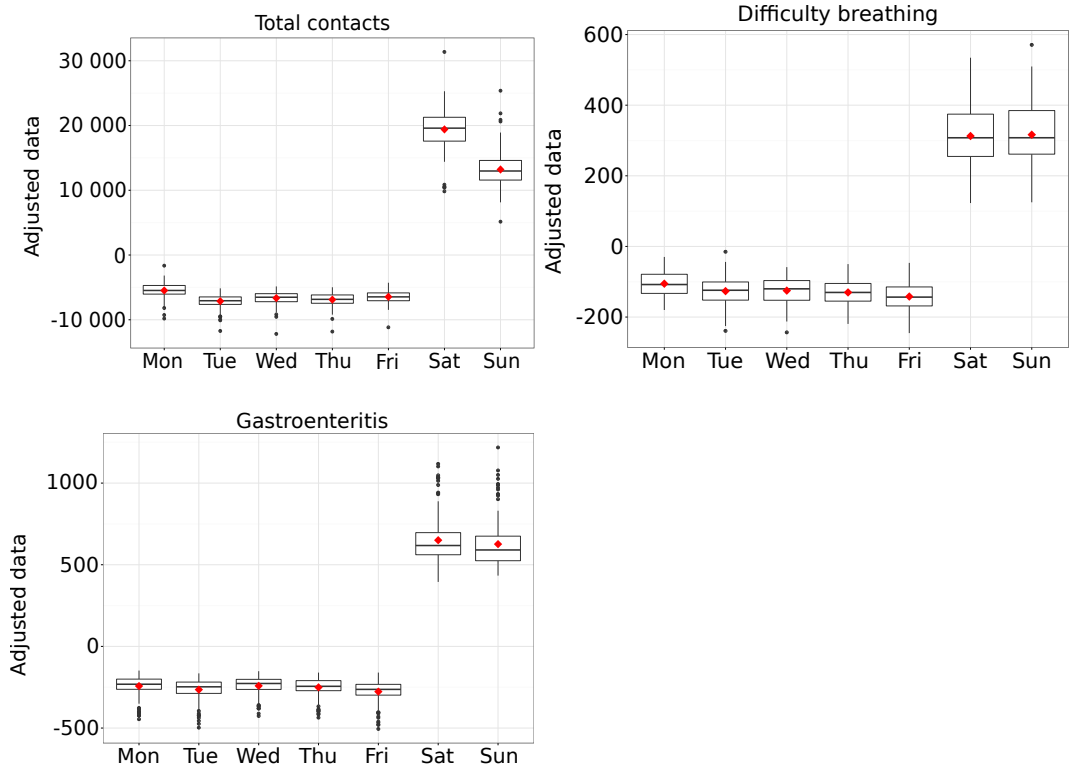 Total contacts
Adjusted data
30 000
20 000
10 000
0
-10 000
Mon Tue Wed Thu Fri Sat Sun
Difficulty breathing
Adjusted data
600
400
200
0
-200
Mon Tue Wed Thu Fri Sat Sun
Gastroenteritis
Adjusted data
1000
500
0
-500
Mon Tue Wed Thu Fri Sat Sun